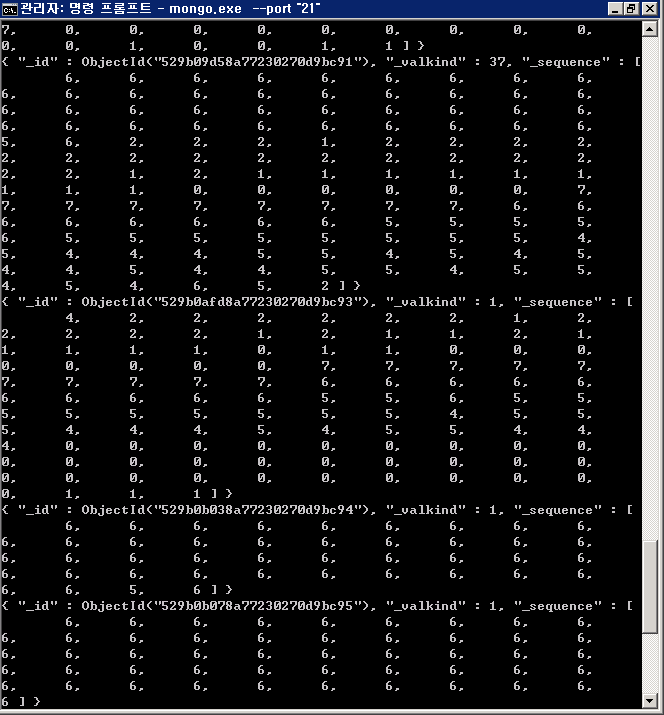 관리자: 명령 프롬프트 - mongo.exe --port "21"
7, 0, 0, 0, 0, 0, 0, 0, 0, 0,
0, 0, 1, 0, 0, 1, 1 ] }
{ "_id" : ObjectId("529b09d58a77230270d9bc91"), "_valkind" : 37, "_sequence" : [
6, 6, 6, 6, 6, 6, 6, 6, 6,
6, 6, 6, 6, 6, 6, 6, 6, 6, 6,
6, 6, 6, 6, 6, 6, 6, 6, 6, 6,
6, 6, 6, 6, 6, 6, 6, 6, 6, 6,
5, 6, 2, 2, 2, 1, 2, 2, 2, 2,
2, 2, 2, 2, 2, 2, 2, 2, 2, 2,
2, 2, 1, 2, 1, 1, 1, 1, 1, 1,
1, 1, 1, 0, 0, 0, 0, 0, 0, 7,
7, 7, 7, 7, 7, 7, 7, 7, 6, 6,
6, 6, 6, 6, 6, 6, 5, 5, 5, 5,
6, 5, 5, 5, 5, 5, 5, 5, 5, 4,
5, 4, 4, 4, 5, 5, 4, 5, 4, 5,
4, 4, 5, 4, 4, 5, 5, 4, 5, 5,
4, 5, 4, 6, 5, 2 ] }
{ "_id" : ObjectId("529b0afd8a77230270d9bc93"), "_valkind" : 1, "_sequence" : [
4, 2, 2, 2, 2, 2, 2, 1, 2,
2, 2, 2, 2, 1, 2, 1, 1, 2, 1,
1, 1, 1, 1, 0, 1, 1, 0, 0, 0,
0, 0, 0, 0, 0, 7, 7, 7, 7, 7,
7, 7, 7, 7, 7, 6, 6, 6, 6, 6,
6, 6, 6, 6, 5, 6, 5, 5, 6, 5,
5, 5, 5, 5, 5, 5, 5, 4, 5, 5,
5, 4, 4, 4, 5, 4, 5, 5, 4, 4,
4, 0, 0, 0, 0, 0, 0, 0, 0, 0,
0, 0, 0, 0, 0, 0, 0, 0, 0, 0,
0, 0, 0, 0, 0, 0, 0, 0, 0, 0,
0, 1, 1, 1 ] }
{ "_id" : ObjectId("529b0b038a77230270d9bc94"), "_valkind" : 1, "_sequence" : [
6, 6, 6, 6, 6, 6, 6, 6, 6,
6, 6, 6, 6, 6, 6, 6, 6, 6, 6,
6, 6, 6, 6, 6, 6, 6, 6, 6, 6,
6, 6, 6, 6, 6, 6, 6, 6, 6, 6,
6, 6, 5, 6 ] }
{ "_id" : ObjectId("529b0b078a77230270d9bc95"), "_valkind" : 1, "_sequence" : [
6, 6, 6, 6, 6, 6, 6, 6, 6,
6, 6, 6, 6, 6, 6, 6, 6, 6, 6,
6, 6, 6, 6, 6, 6, 6, 6, 6, 6,
6, 6, 6, 6, 6, 6, 6, 6, 6, 6,
6, 6, 6, 6, 6, 6, 6, 6, 6, 6,
6 ] }